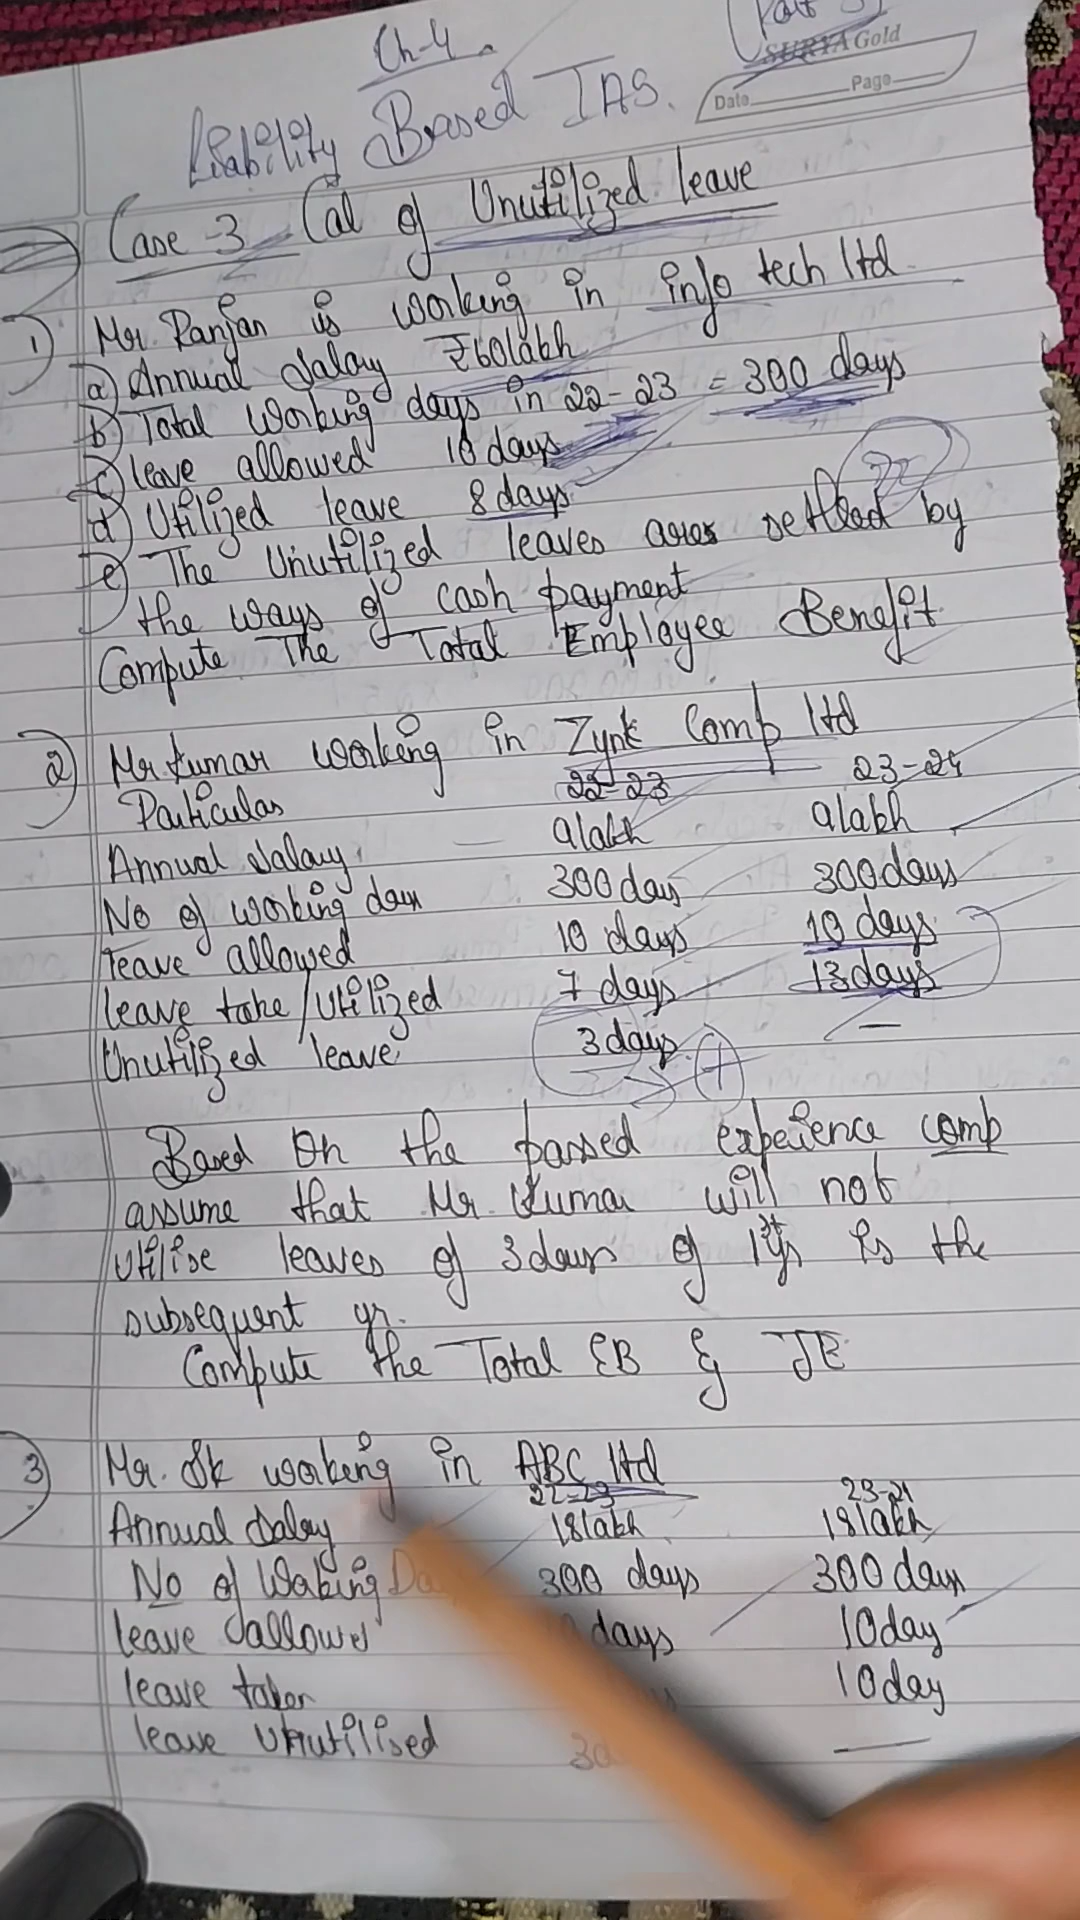 Ch-4
SURYA Gold
Date Page
Liability Based IAS.
Case -3 Cal of Unutilized leave
1) Mr. Ranjan is working in info tech ltd
a) Annual Salary ₹60lakh
b) Total working days in 22-23 = 300 days
c) leave allowed 10 days
d) Utilized leave 8 days
e) The Unutilized leaves are settled by
the ways of cash payment
Compute The Total Employee Benefit
2) Mr Kumar working in Zynk Comp ltd
Particulas 22-23 23-24
Annual Salary 9lakh 9lakh
No of working days 300 days 300 days
leave allowed 10 days 10 days
leave take/utilized 7 days 13 days
Unutilized leave 3 days —
Based on the passed expeience comp
assume that Mr. Kumar will not
utilise leaves of 3 days of 1st yr is the
subsequent yr.
Compute the Total EB & JE
3) Mr. Sk working in ABC ltd
22-23 23-24
Annual Salary 18lakh 18lakh
No of Woking Da 300 days 300 days
leave allowed days 10day
leave taken 10day
leave unutilised —